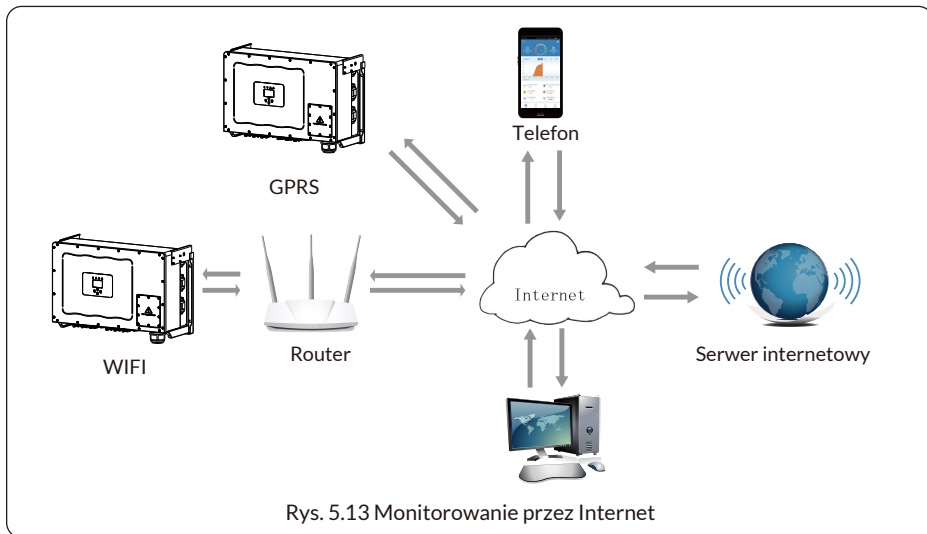 Telefon
GPRS
Internet
WIFI
Router
Serwer internetowy
Rys. 5.13 Monitorowanie przez Internet